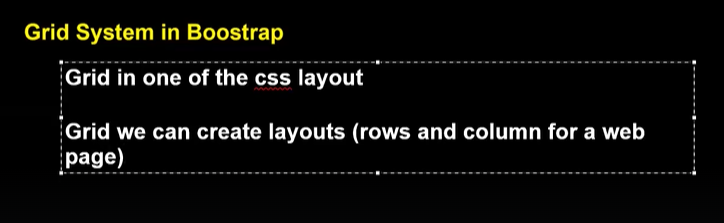 Grid System in Boostrap
Grid in one of the css layout
Grid we can create layouts (rows and column for a web
page)